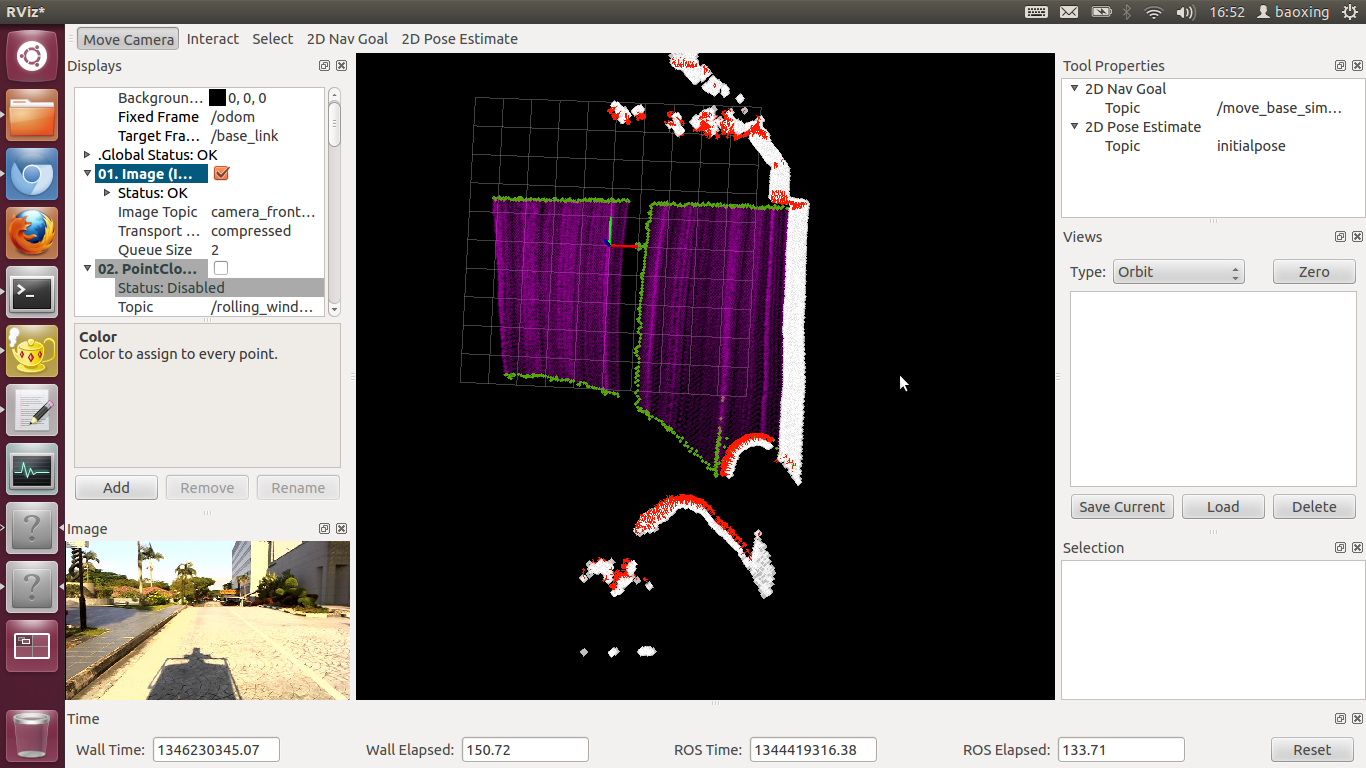 RViz*
16:52 baoxing
Move Camera Interact Select 2D Nav Goal 2D Pose Estimate
Displays
Backgroun... 0, 0, 0
Fixed Frame /odom
Target Fra... /base_link
.Global Status: OK
01. Image (I...
Status: OK
Image Topic camera_front...
Transport ... compressed
Queue Size 2
02. PointClo...
Status: Disabled
Topic /rolling_wind...
Color
Color to assign to every point.
Add Remove Rename
Image
Tool Properties
2D Nav Goal
Topic /move_base_sim...
2D Pose Estimate
Topic initialpose
Views
Type: Orbit Zero
Save Current Load Delete
Selection
Time
Wall Time: 1346230345.07 Wall Elapsed: 150.72 ROS Time: 1344419316.38 ROS Elapsed: 133.71 Reset